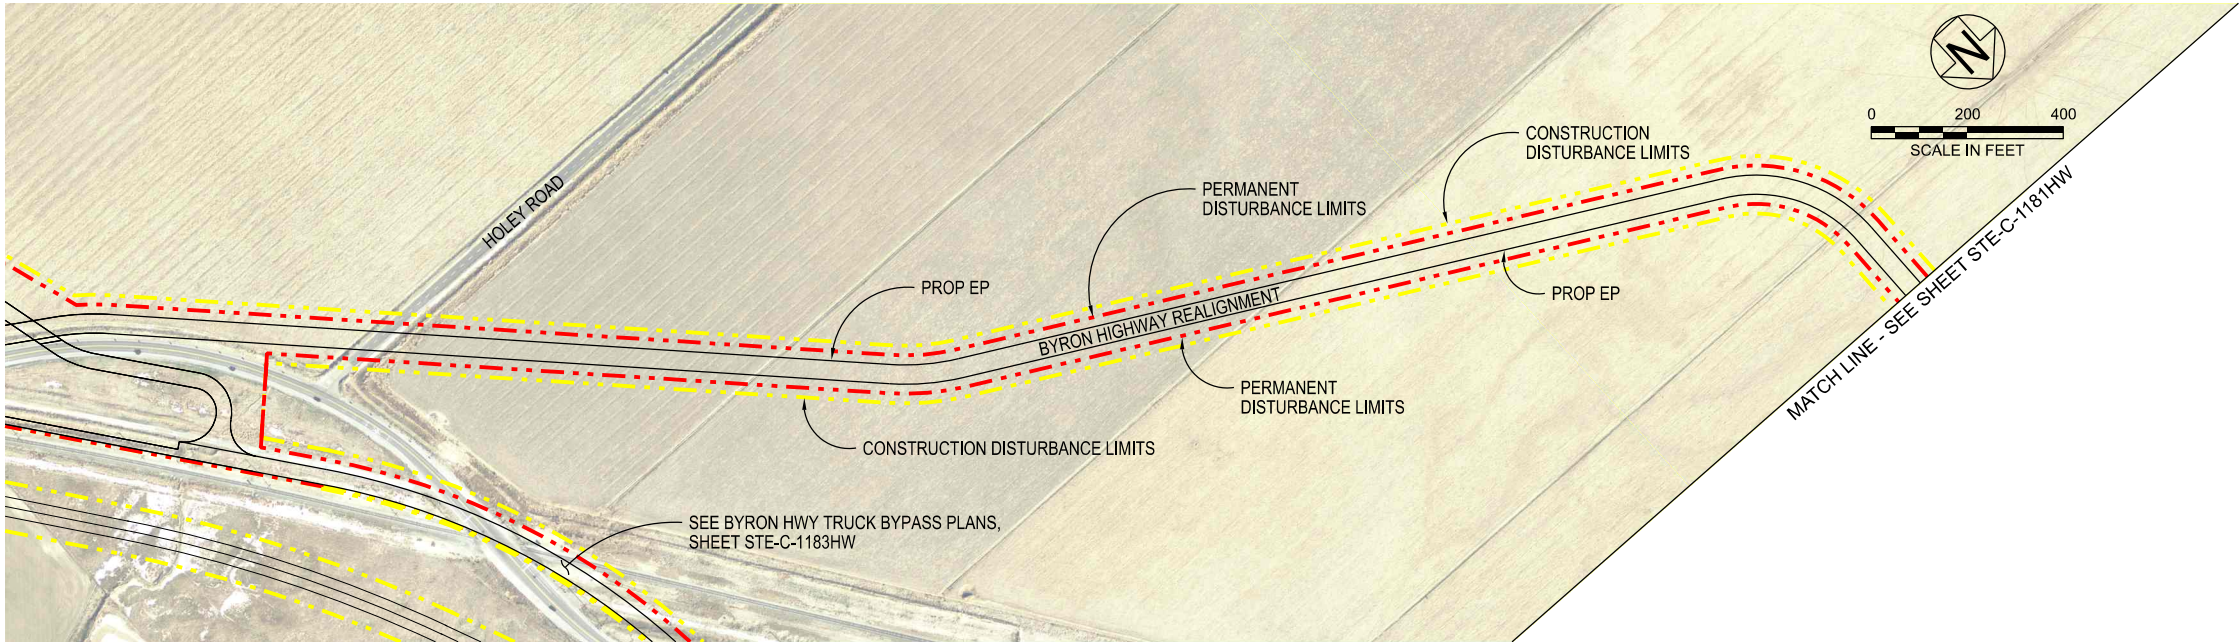 N
0 200 400
SCALE IN FEET
CONSTRUCTION
DISTURBANCE LIMITS
PERMANENT
DISTURBANCE LIMITS
HOLEY ROAD
PROP EP
PROP EP
BYRON HIGHWAY REALIGNMENT
MATCH LINE - SEE SHEET STE-C-1181HW
PERMANENT
DISTURBANCE LIMITS
CONSTRUCTION DISTURBANCE LIMITS
SEE BYRON HWY TRUCK BYPASS PLANS,
SHEET STE-C-1183HW